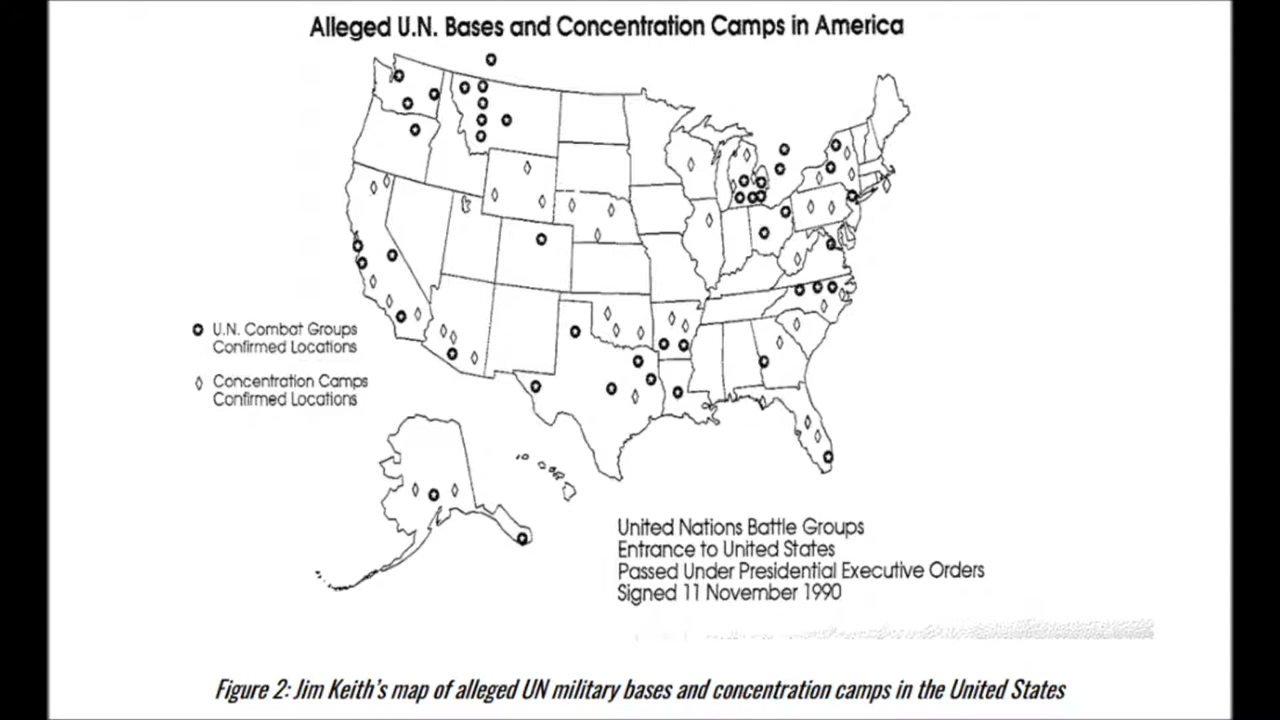 Alleged U.N. Bases and Concentration Camps in America
U.N. Combat Groups
Confirmed Locations
Concentration Camps
Confirmed Locations
United Nations Battle Groups
Entrance to United States
Passed Under Presidential Executive Orders
Signed 11 November 1990
Figure 2: Jim Keith's map of alleged UN military bases and concentration camps in the United States